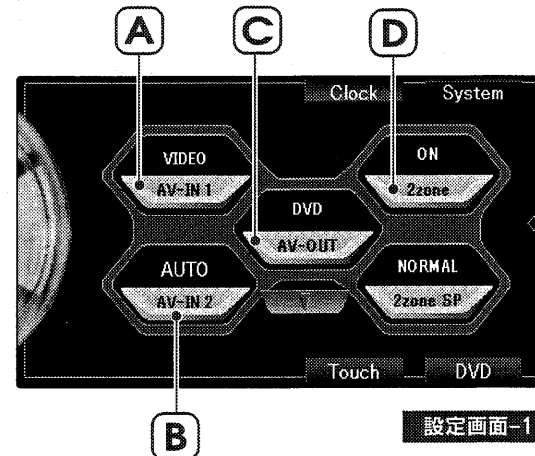 A
C
D
Clock
System
VIDEO
AV-IN 1
ON
2zone
DVD
AV-OUT
AUTO
AV-IN 2
NORMAL
2zone SP
Touch
DVD
B
設定画面-1